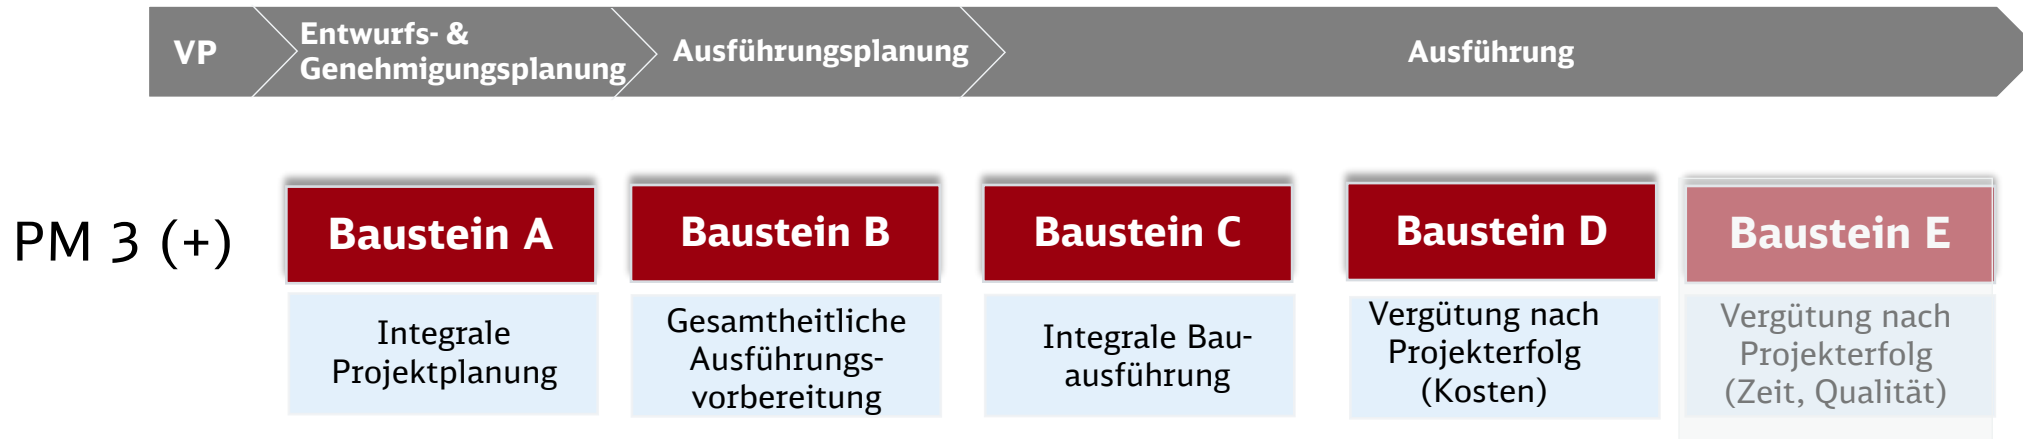 VP
Entwurfs- &
Genehmigungsplanung
Ausführungsplanung
Ausführung
PM 3 (+)
Baustein A
Baustein B
Baustein C
Baustein D
Baustein E
Integrale
Projektplanung
Gesamtheitliche
Ausführungs-
vorbereitung
Integrale Bau-
ausführung
Vergütung nach
Projekterfolg
(Kosten)
Vergütung nach
Projekterfolg
(Zeit, Qualität)